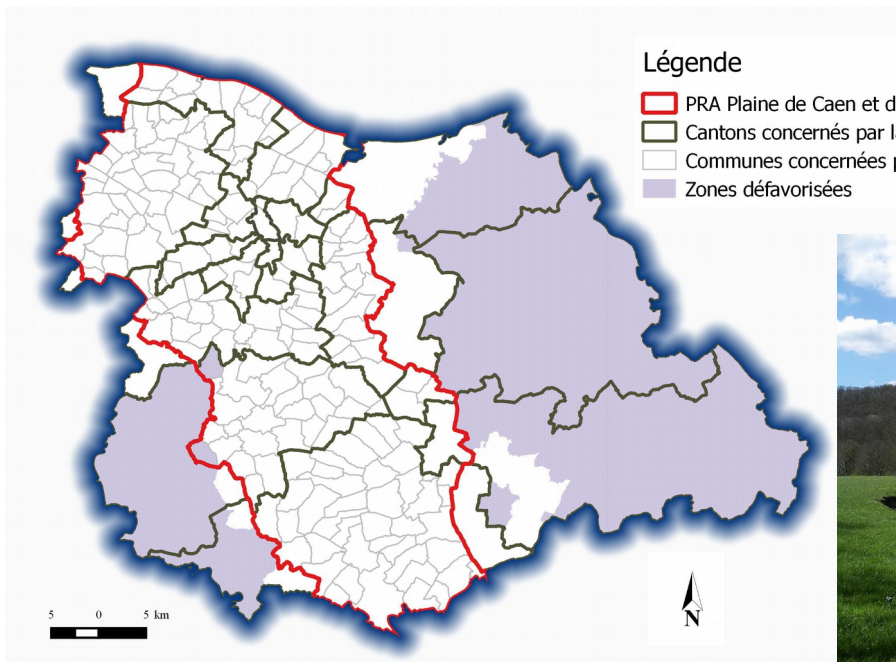 Légende
PRA Plaine de Caen et d
Cantons concernés par l
Communes concernées p
Zones défavorisées
5 0 5 km
N